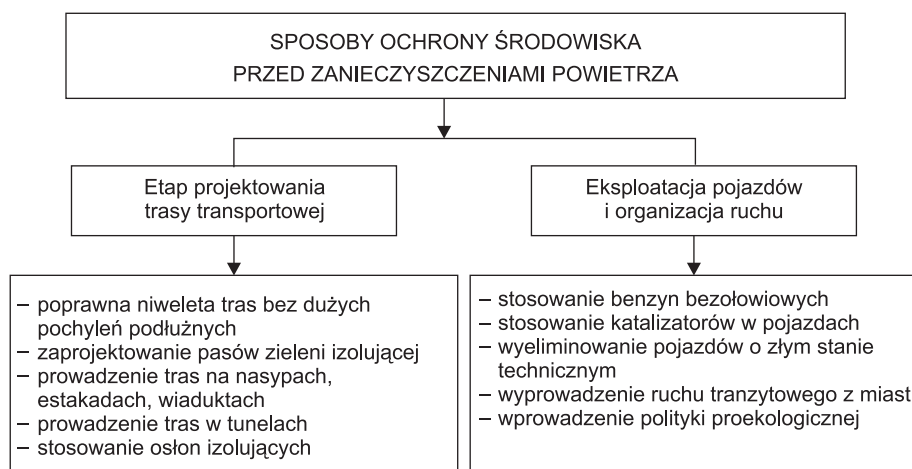 SPOSOBY OCHRONY ŚRODOWISKA
PRZED ZANIECZYSZCZENIAMI POWIETRZA
Etap projektowania
trasy transportowej
– poprawna niweleta tras bez dużych
pochyleń podłużnych
– zaprojektowanie pasów zieleni izolującej
– prowadzenie tras na nasypach,
estakadach, wiaduktach
– prowadzenie tras w tunelach
– stosowanie osłon izolujących
Eksploatacja pojazdów
i organizacja ruchu
– stosowanie benzyn bezołowiowych
– stosowanie katalizatorów w pojazdach
– wyeliminowanie pojazdów o złym stanie
technicznym
– wyprowadzenie ruchu tranzytowego z miast
– wprowadzenie polityki proekologicznej